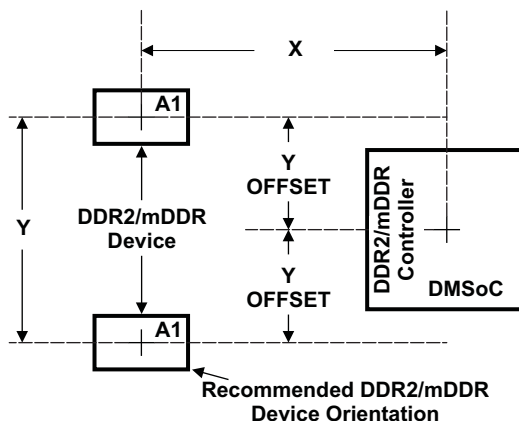 X
A1
Y
OFFSET
Y
DDR2/mDDR
Device
DDR2/mDDR
Controller
DMSoC
Y
OFFSET
A1
Recommended DDR2/mDDR
Device Orientation